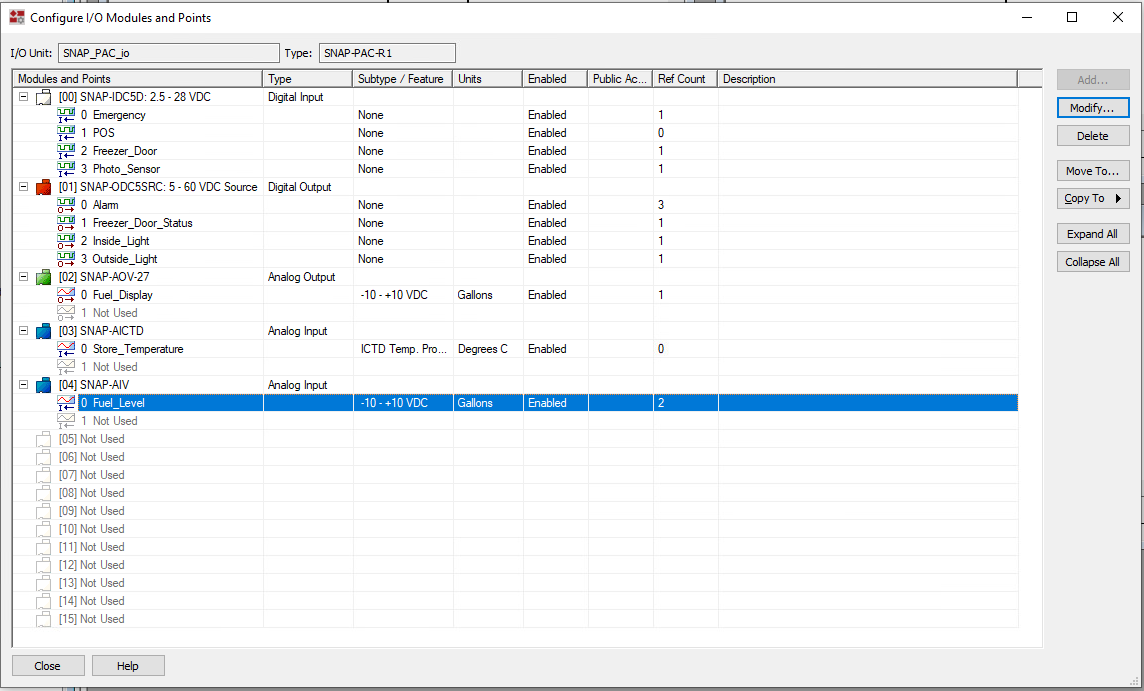 Configure I/O Modules and Points
I/O Unit: SNAP_PAC_io Type: SNAP-PAC-R1
Modules and Points Type Subtype / Feature Units Enabled Public Ac... Ref Count Description
[00] SNAP-IDC5D: 2.5 - 28 VDC Digital Input
0 Emergency None Enabled 1
1 POS None Enabled 0
2 Freezer_Door None Enabled 1
3 Photo_Sensor None Enabled 1
[01] SNAP-ODC5SRC: 5 - 60 VDC Source Digital Output
0 Alarm None Enabled 3
1 Freezer_Door_Status None Enabled 1
2 Inside_Light None Enabled 1
3 Outside_Light None Enabled 1
[02] SNAP-AOV-27 Analog Output
0 Fuel_Display -10 - +10 VDC Gallons Enabled 1
1 Not Used
[03] SNAP-AICTD Analog Input
0 Store_Temperature ICTD Temp. Pro... Degrees C Enabled 0
1 Not Used
[04] SNAP-AIV Analog Input
0 Fuel_Level -10 - +10 VDC Gallons Enabled 2
1 Not Used
[05] Not Used
[06] Not Used
[07] Not Used
[08] Not Used
[09] Not Used
[10] Not Used
[11] Not Used
[12] Not Used
[13] Not Used
[14] Not Used
[15] Not Used
Add...
Modify...
Delete
Move To...
Copy To
Expand All
Collapse All
Close Help